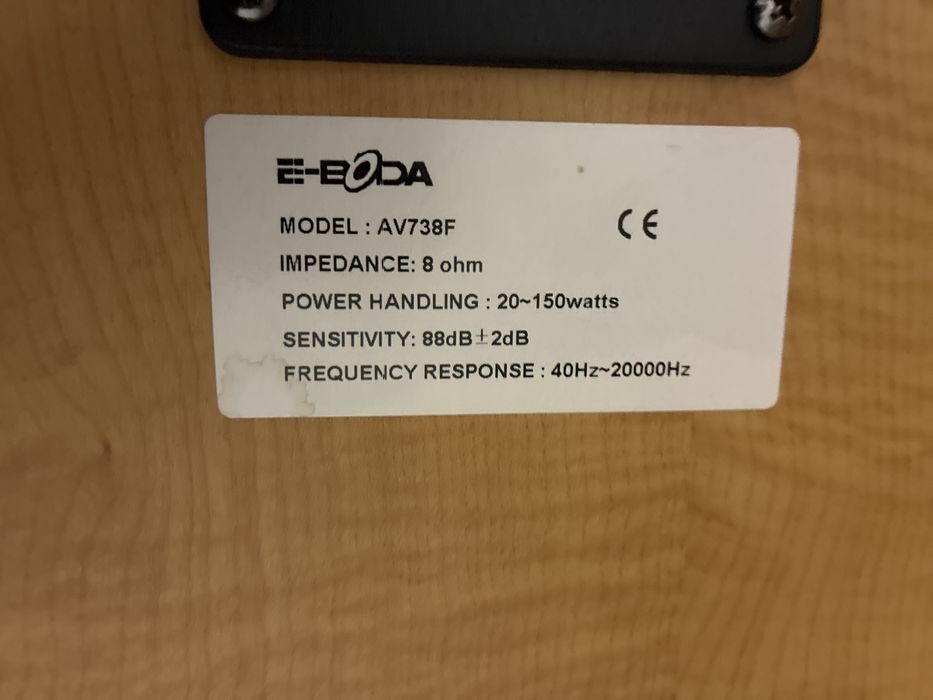 E-BODA
MODEL : AV738F CE
IMPEDANCE: 8 ohm
POWER HANDLING : 20~150watts
SENSITIVITY: 88dB±2dB
FREQUENCY RESPONSE : 40Hz~20000Hz